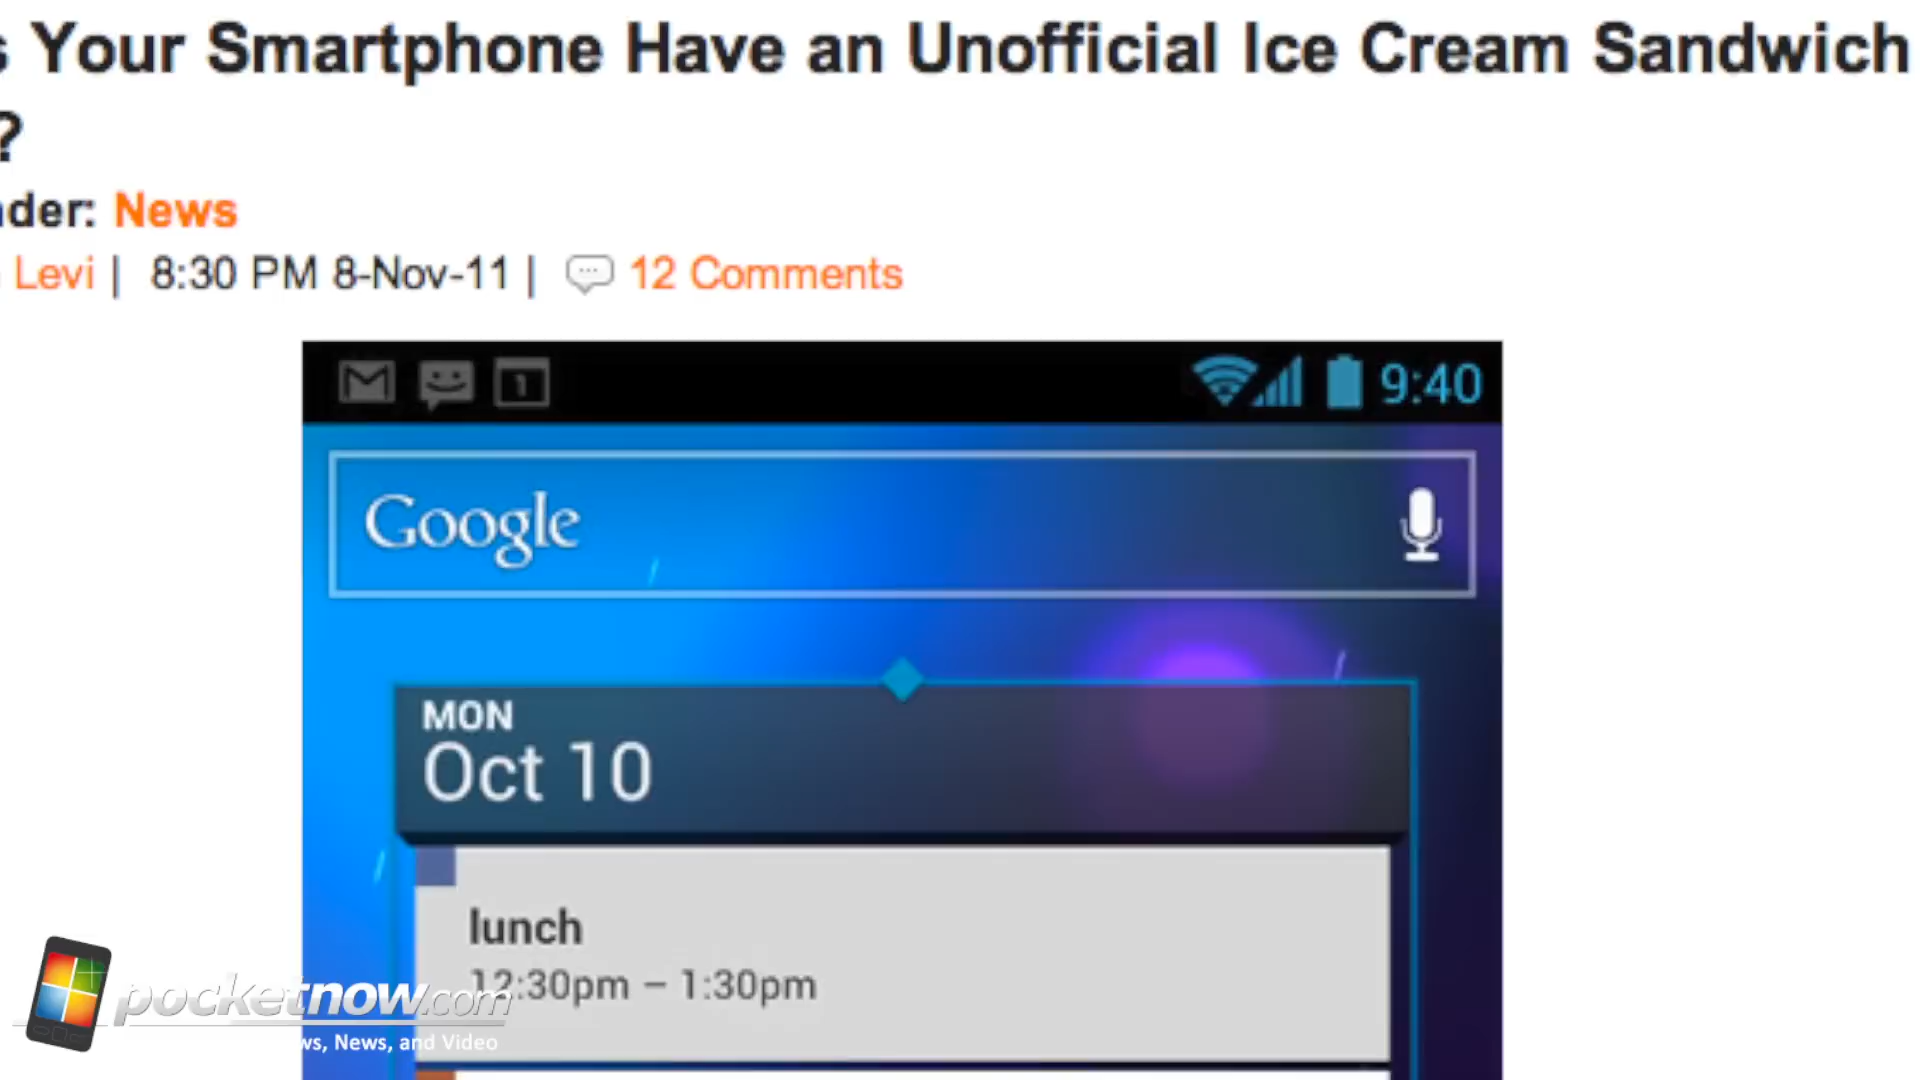 s Your Smartphone Have an Unofficial Ice Cream Sandwich
?
der: News
Levi | 8:30 PM 8-Nov-11 | 12 Comments
1
9:40
Google
MON
Oct 10
lunch
12:30pm – 1:30pm
pocketnow.com
ws, News, and Video